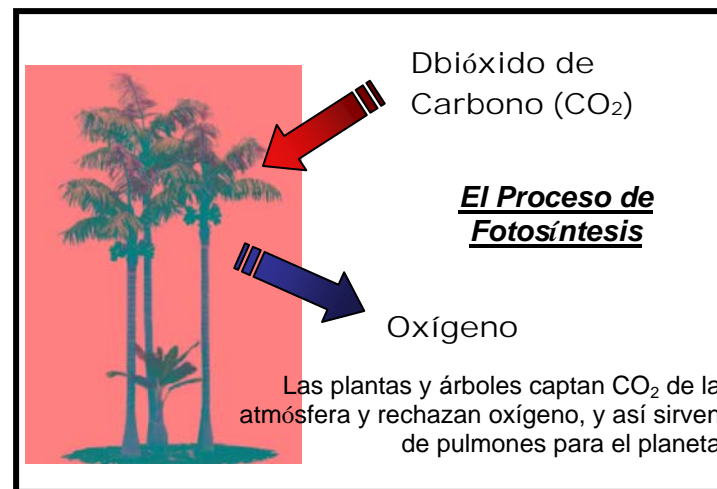 Dbióxido de
Carbono (CO₂)
El Proceso de
Fotosíntesis
Oxígeno
Las plantas y árboles captan CO₂ de la
atmósfera y rechazan oxígeno, y así sirven
de pulmones para el planeta